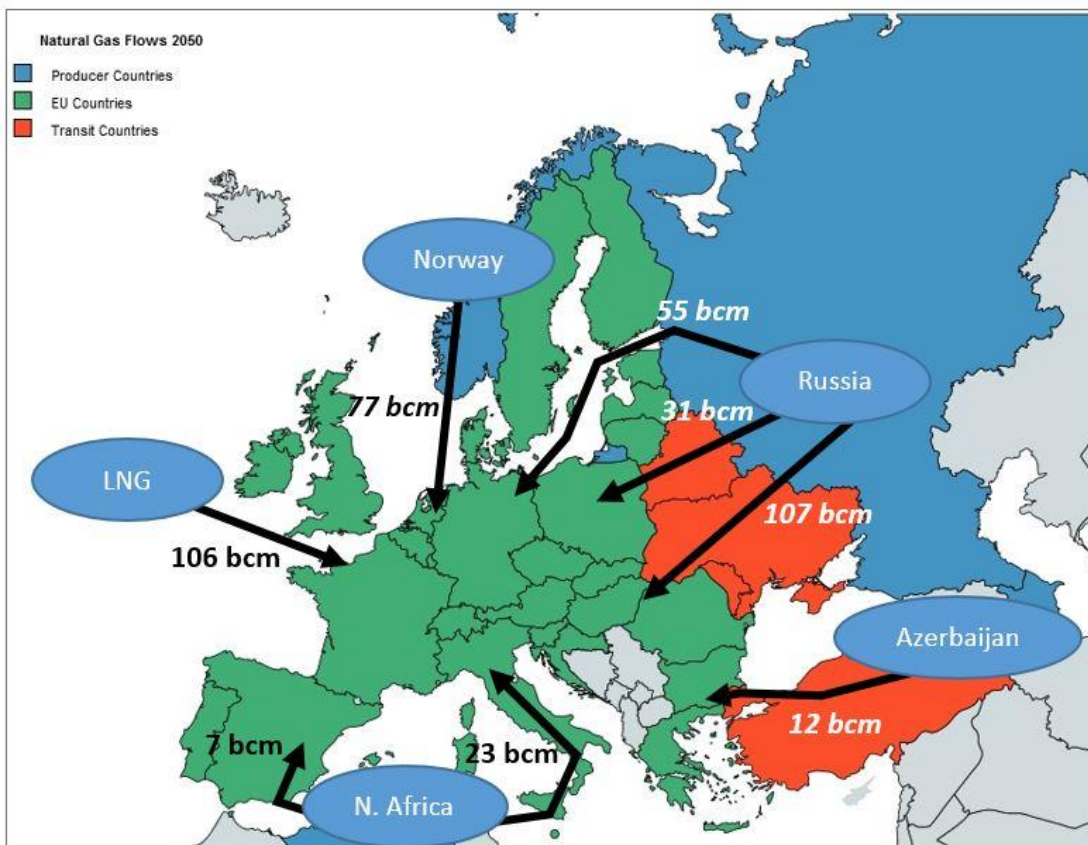 Natural Gas Flows 2050
Producer Countries
EU Countries
Transit Countries
Norway
55 bcm
Russia
77 bcm
31 bcm
LNG
107 bcm
106 bcm
Azerbaijan
12 bcm
7 bcm
23 bcm
N. Africa